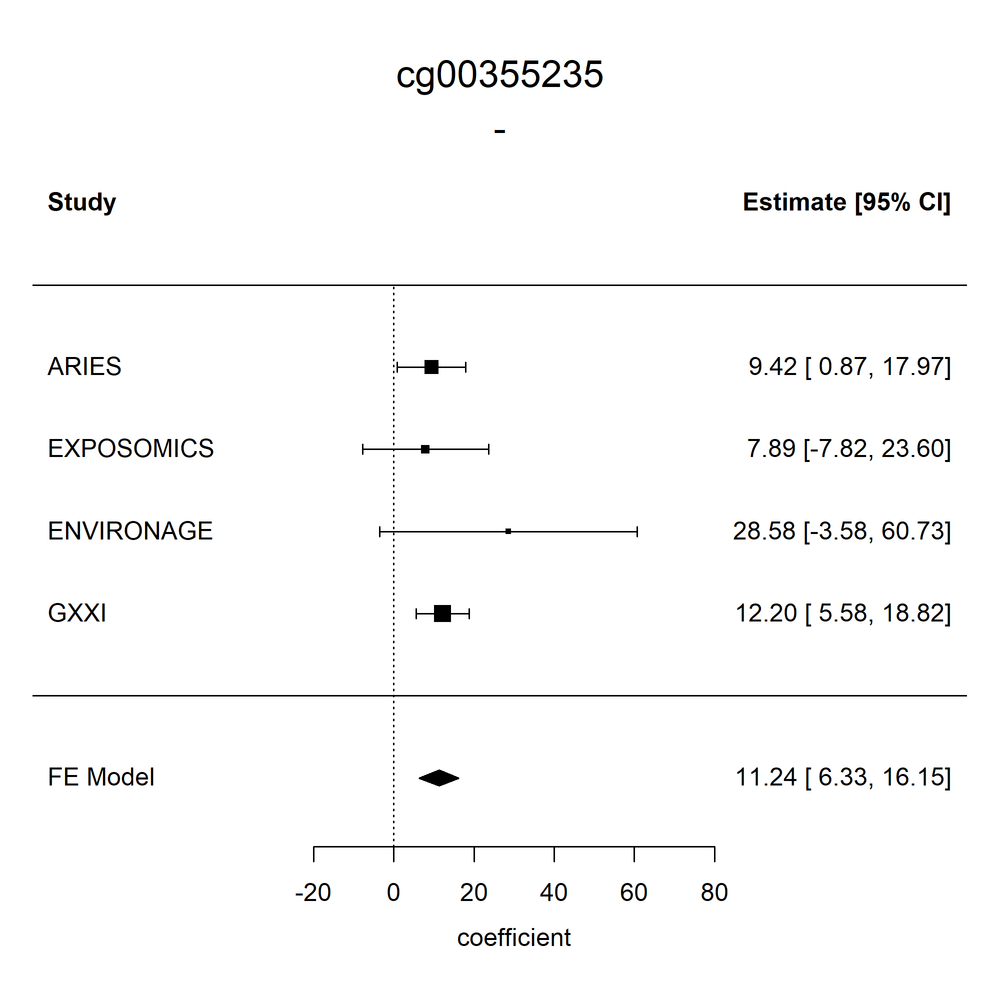 cg00355235
-
Study Estimate [95% CI]
ARIES 9.42 [ 0.87, 17.97]
EXPOSOMICS 7.89 [-7.82, 23.60]
ENVIRONAGE 28.58 [-3.58, 60.73]
GXXI 12.20 [ 5.58, 18.82]
FE Model 11.24 [ 6.33, 16.15]
-20 0 20 40 60 80
coefficient